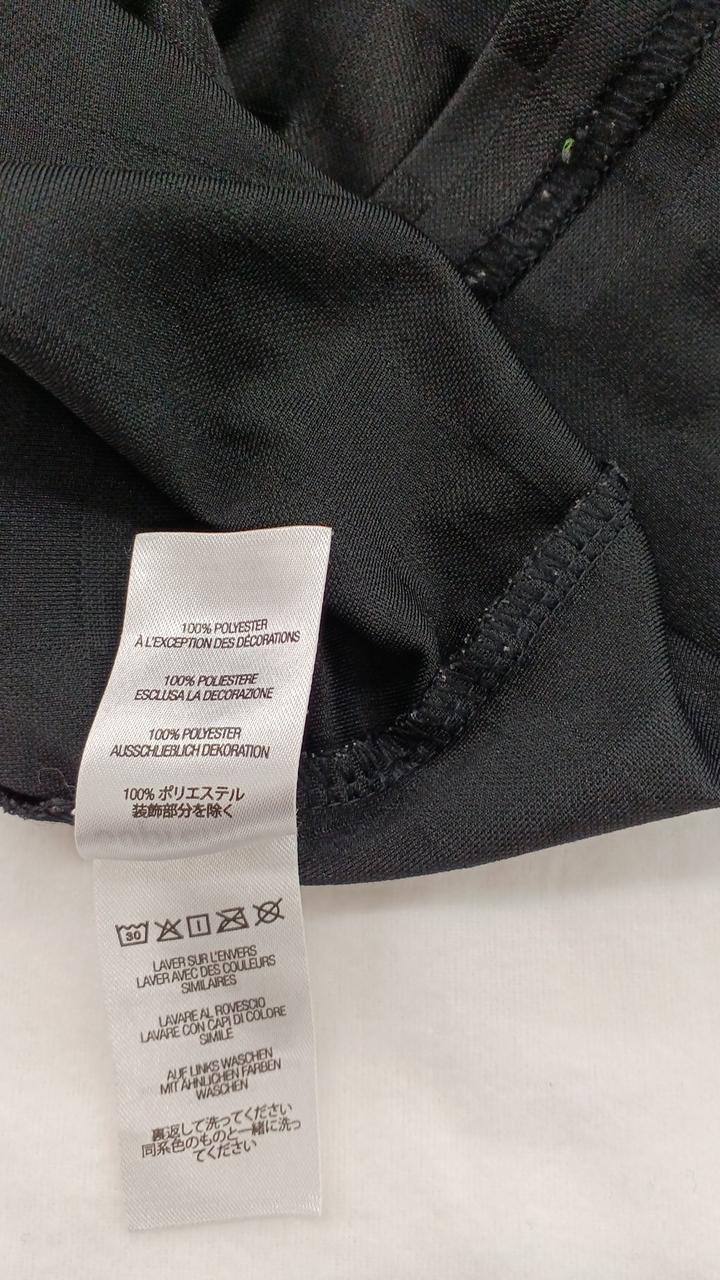 100% POLYESTER
À L'EXCEPTION DES DÉCORATIONS
100% POLIESTERE
ESCLUSA LA DECORAZIONE
100% POLYESTER
AUSSCHLIEBLICH DEKORATION
100% ポリエステル
装飾部分を除く
30
LAVER SUR L'ENVERS
LAVER AVEC DES COULEURS
SIMILAIRES
LAVARE AL ROVESCIO
LAVARE CON CAPI DI COLORE
SIMILE
AUF LINKS WASCHEN
MIT ÄHNLICHEN FARBEN
WASCHEN
裏返して洗ってください
同系色のものと一緒に洗っ
てください